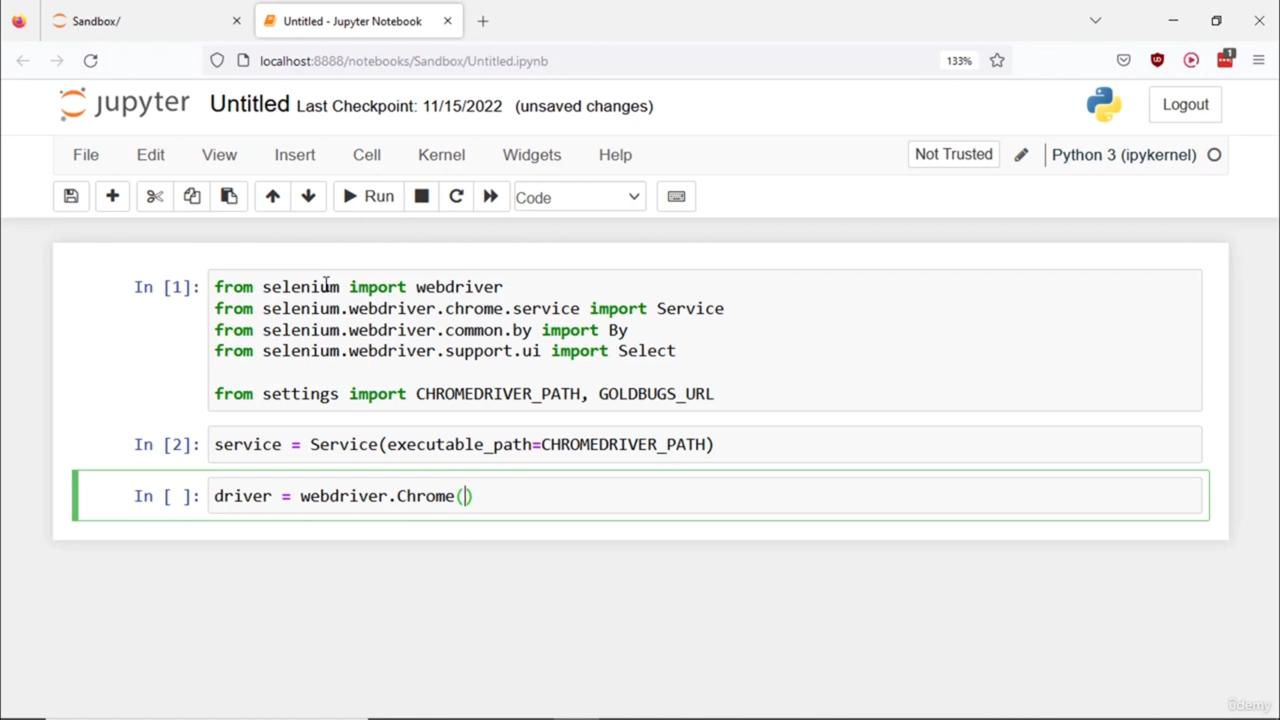 Sandbox/
Untitled - Jupyter Notebook
localhost:8888/notebooks/Sandbox/Untitled.ipynb
133%
1
jupyter Untitled Last Checkpoint: 11/15/2022 (unsaved changes)
Logout
File Edit View Insert Cell Kernel Widgets Help
Not Trusted
Python 3 (ipykernel)
Run
Code
In [1]:
from selenium import webdriver
from selenium.webdriver.chrome.service import Service
from selenium.webdriver.common.by import By
from selenium.webdriver.support.ui import Select
from settings import CHROMEDRIVER_PATH, GOLDBUGS_URL
In [2]: service = Service(executable_path=CHROMEDRIVER_PATH)
In [ ]: driver = webdriver.Chrome()
ûdemy